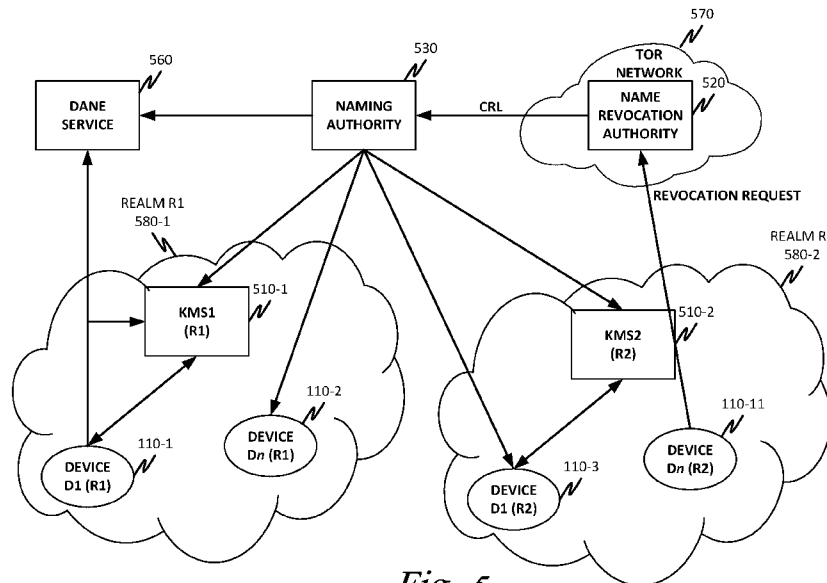 570
560
530
TOR
NETWORK
520
DANE
SERVICE
NAMING
AUTHORITY
CRL
NAME
REVOCATION
AUTHORITY
REVOCATION REQUEST
REALM R1
580-1
REALM R
580-2
510-1
KMS1
(R1)
510-2
KMS2
(R2)
110-2
110-11
110-1
DEVICE
Dn (R1)
110-3
DEVICE
Dn (R2)
DEVICE
D1 (R1)
DEVICE
D1 (R2)
Fig. 5